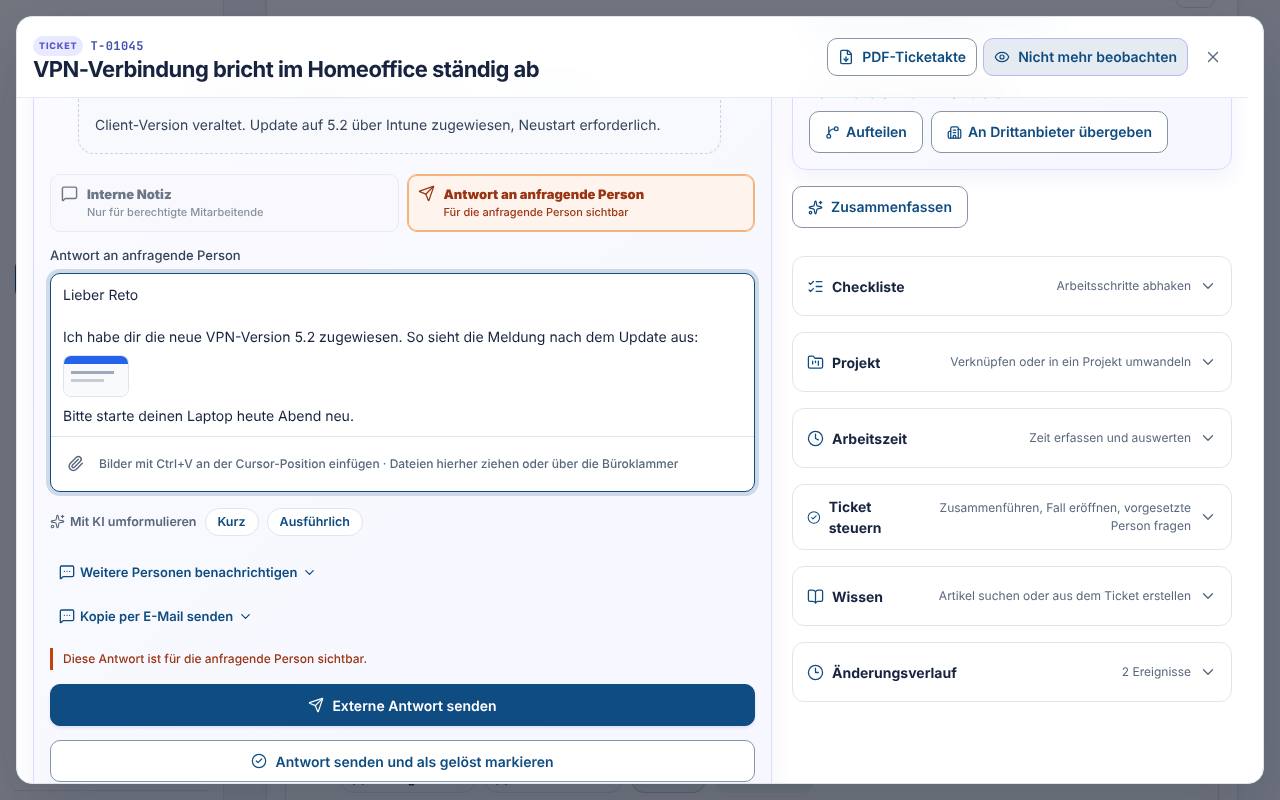 TICKET T-01045
VPN-Verbindung bricht im Homeoffice ständig ab
PDF-Ticketakte
Nicht mehr beobachten
Client-Version veraltet. Update auf 5.2 über Intune zugewiesen, Neustart erforderlich.
Interne Notiz
Nur für berechtigte Mitarbeitende
Antwort an anfragende Person
Für die anfragende Person sichtbar
Antwort an anfragende Person
Lieber Reto
Ich habe dir die neue VPN-Version 5.2 zugewiesen. So sieht die Meldung nach dem Update aus:
Bitte starte deinen Laptop heute Abend neu.
Bilder mit Ctrl+V an der Cursor-Position einfügen · Dateien hierher ziehen oder über die Büroklammer
Mit KI umformulieren Kurz Ausführlich
Weitere Personen benachrichtigen
Kopie per E-Mail senden
Diese Antwort ist für die anfragende Person sichtbar.
Externe Antwort senden
Antwort senden und als gelöst markieren
Aufteilen
An Drittanbieter übergeben
Zusammenfassen
Checkliste Arbeitsschritte abhaken
Projekt Verknüpfen oder in ein Projekt umwandeln
Arbeitszeit Zeit erfassen und auswerten
Ticket
steuern
Zusammenführen, Fall eröffnen, vorgesetzte
Person fragen
Wissen Artikel suchen oder aus dem Ticket erstellen
Änderungsverlauf 2 Ereignisse